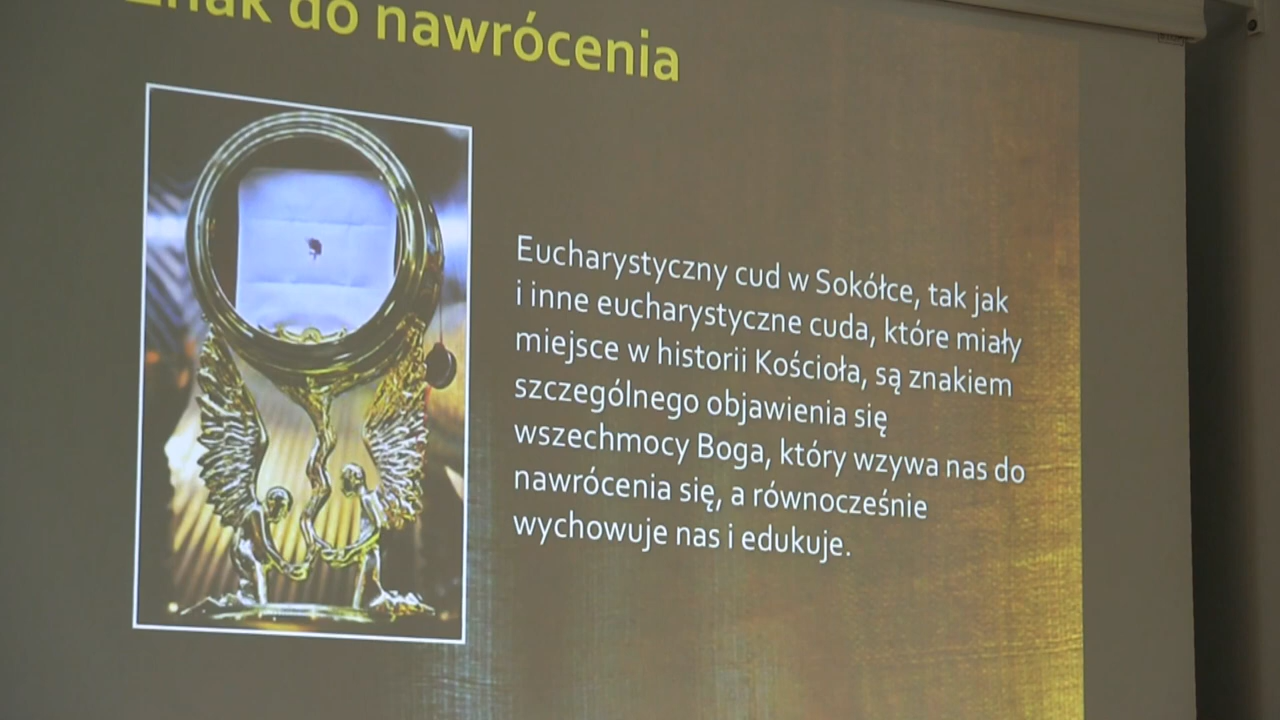 Znak do nawrócenia
Eucharystyczny cud w Sokółce, tak jak
i inne eucharystyczne cuda, które miały
miejsce w historii Kościoła, są znakiem
szczególnego objawienia się
wszechmocy Boga, który wzywa nas do
nawrócenia się, a równocześnie
wychowuje nas i edukuje.